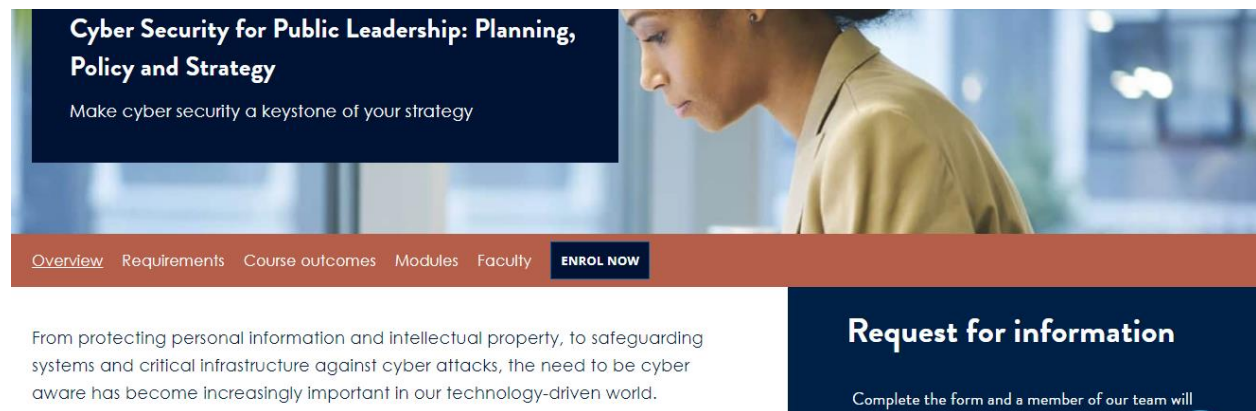 Cyber Security for Public Leadership: Planning,
Policy and Strategy
Make cyber security a keystone of your strategy
Overview Requirements Course outcomes Modules Faculty ENROL NOW
From protecting personal information and intellectual property, to safeguarding
systems and critical infrastructure against cyber attacks, the need to be cyber
aware has become increasingly important in our technology-driven world.
Request for information
Complete the form and a member of our team will